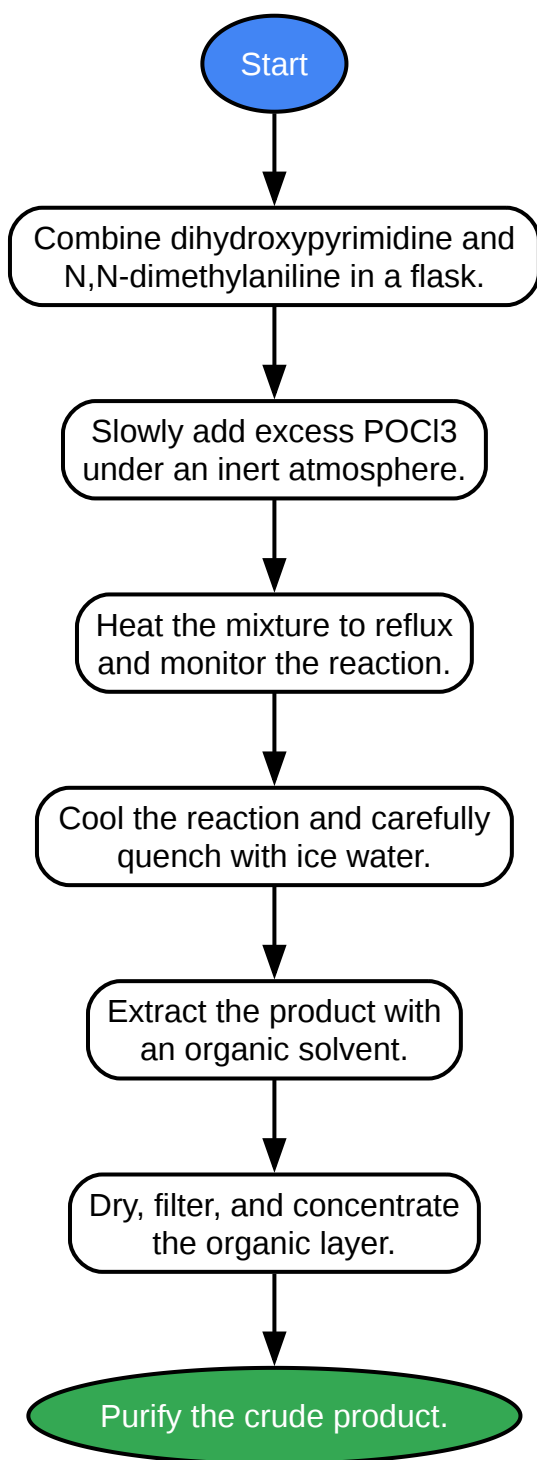 Start
Combine dihydroxypyrimidine and
N,N-dimethylaniline in a flask.
Slowly add excess POCl3
under an inert atmosphere.
Heat the mixture to reflux
and monitor the reaction.
Cool the reaction and carefully
quench with ice water.
Extract the product with
an organic solvent.
Dry, filter, and concentrate
the organic layer.
Purify the crude product.